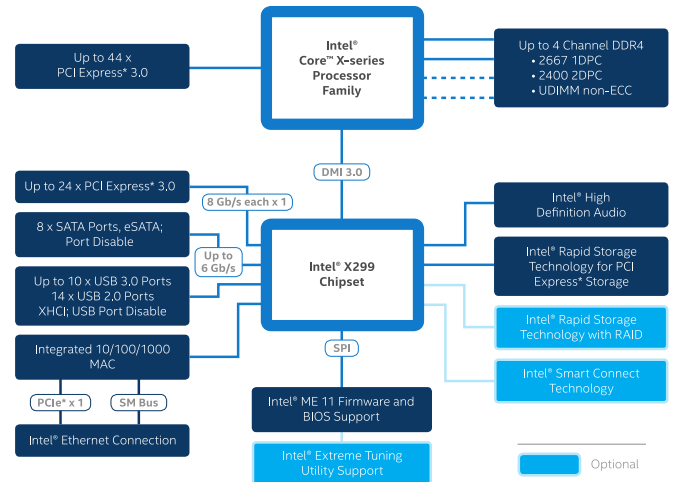 Up to 44 x
PCI Express* 3.0
Intel®
Core™ X-series
Processor
Family
Up to 4 Channel DDR4
• 2667 1DPC
• 2400 2DPC
• UDIMM non-ECC
DMI 3.0
Up to 24 x PCI Express* 3.0
8 Gb/s each x 1
8 x SATA Ports, eSATA;
Port Disable
Up to
6 Gb/s
Up to 10 x USB 3.0 Ports
14 x USB 2.0 Ports
XHCI; USB Port Disable
Integrated 10/100/1000
MAC
PCIe* x 1
SM Bus
Intel® Ethernet Connection
Intel® X299
Chipset
SPI
Intel® ME 11 Firmware and
BIOS Support
Intel® Extreme Tuning
Utility Support
Intel® High
Definition Audio
Intel® Rapid Storage
Technology for PCI
Express* Storage
Intel® Rapid Storage
Technology with RAID
Intel® Smart Connect
Technology
Optional